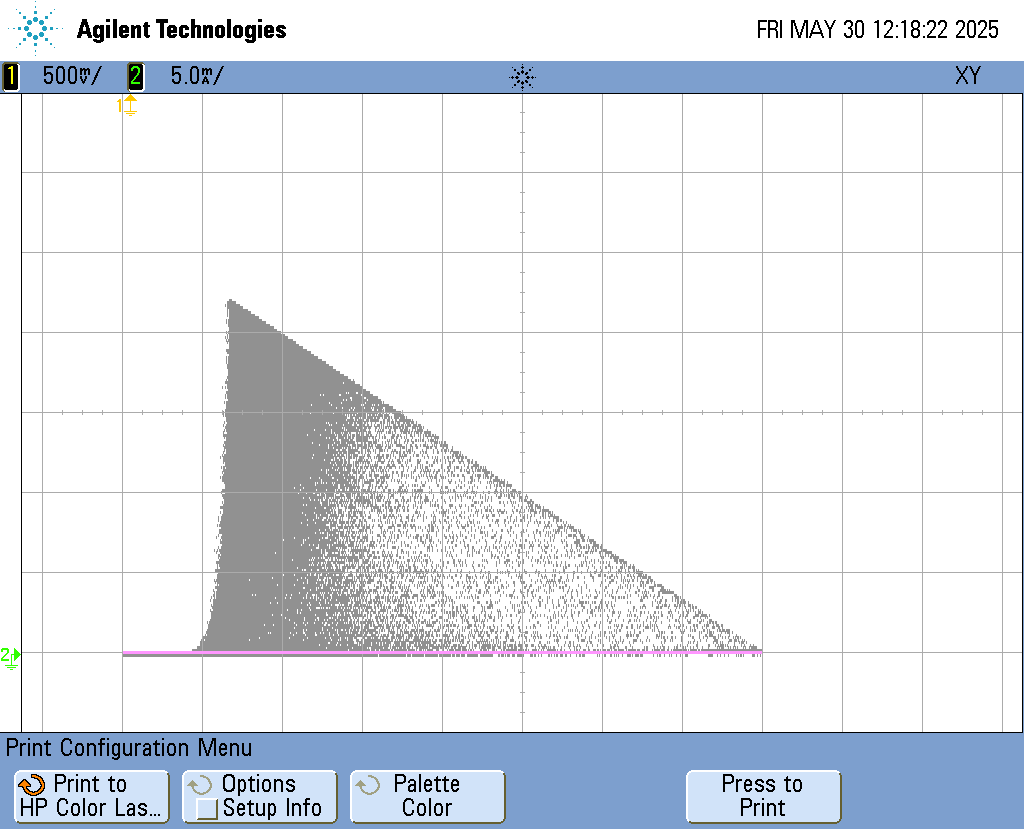 Agilent Technologies
FRI MAY 30 12:18:22 2025
1 500mV/ 2 5.0mA/ XY
1
2
Print Configuration Menu
Print to
HP Color Las...
Options
Setup Info
Palette
Color
Press to
Print